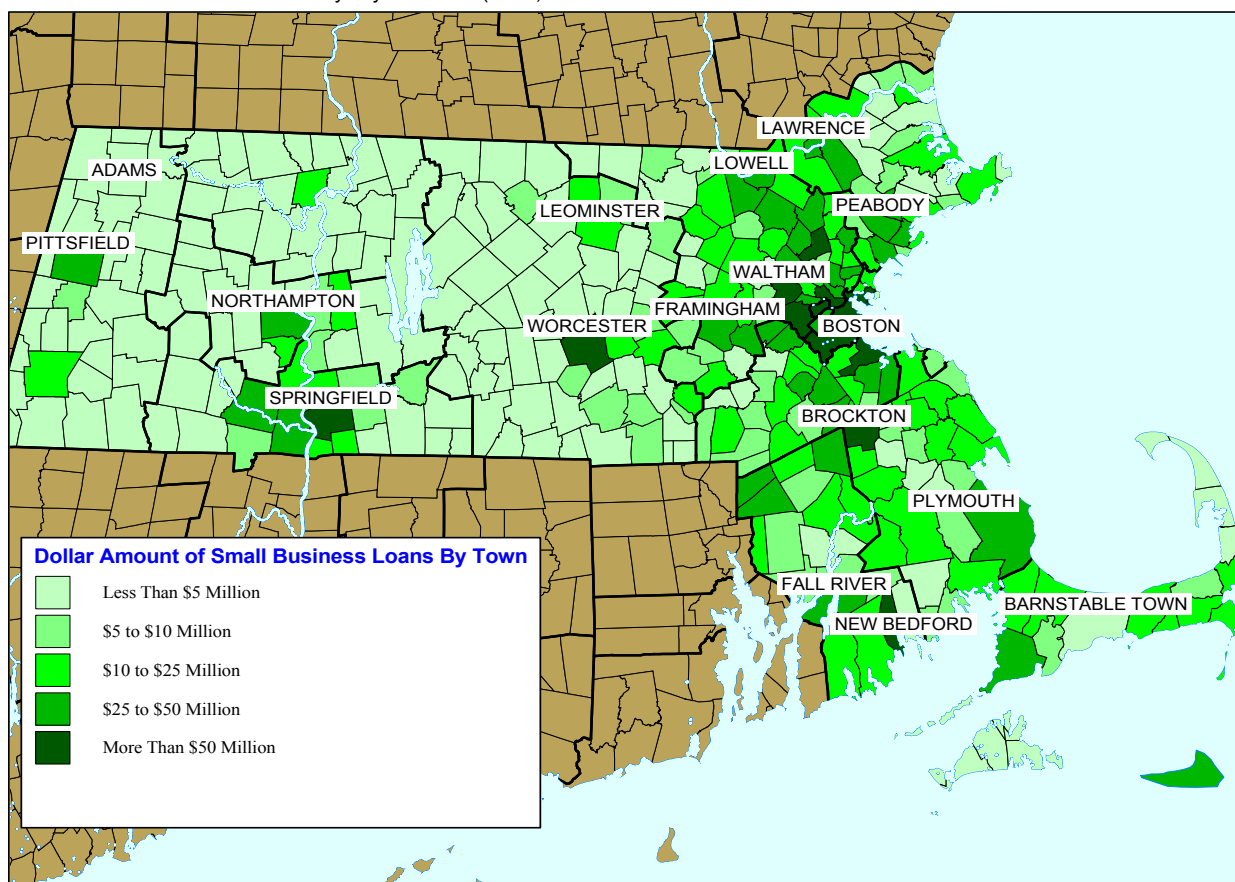 LAWRENCE
LOWELL
ADAMS
PEABODY
LEOMINSTER
PITTSFIELD
WALTHAM
NORTHAMPTON
FRAMINGHAM
WORCESTER
BOSTON
SPRINGFIELD
BROCKTON
PLYMOUTH
FALL RIVER
BARNSTABLE TOWN
NEW BEDFORD
Dollar Amount of Small Business Loans By Town
Less Than $5 Million
$5 to $10 Million
$10 to $25 Million
$25 to $50 Million
More Than $50 Million